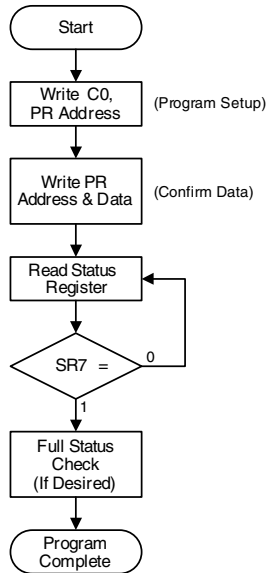 Start
Write C0,
PR Address
(Program Setup)
Write PR
Address & Data
(Confirm Data)
Read Status
Register
SR7 =
0
1
Full Status
Check
(If Desired)
Program
Complete